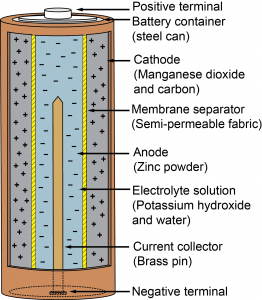 Positive terminal
Battery container
(steel can)
Cathode
(Manganese dioxide
and carbon)
Membrane separator
(Semi-permeable fabric)
Anode
(Zinc powder)
Electrolyte solution
(Potassium hydroxide
and water)
Current collector
(Brass pin)
Negative terminal